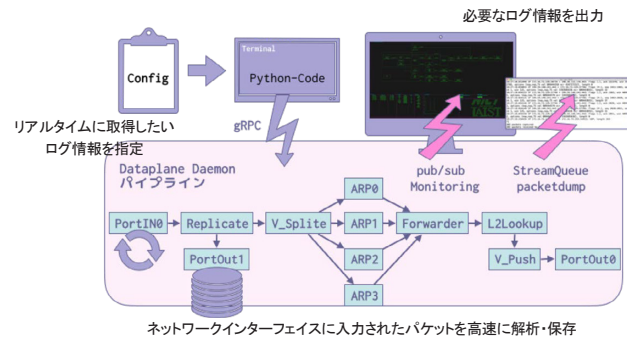 必要なログ情報を出力
Config
Terminal
Python-Code
リアルタイムに取得したい
ログ情報を指定
gRPC
pub/sub
Monitoring
StreamQueue
packetdump
Dataplane Daemon
パイプライン
ARP0
PortIN0
Replicate
V_Splite
ARP1
Forwarder
L2Lookup
PortOut1
ARP2
V_Push
PortOut0
ARP3
ネットワークインターフェイスに入力されたパケットを高速に解析・保存